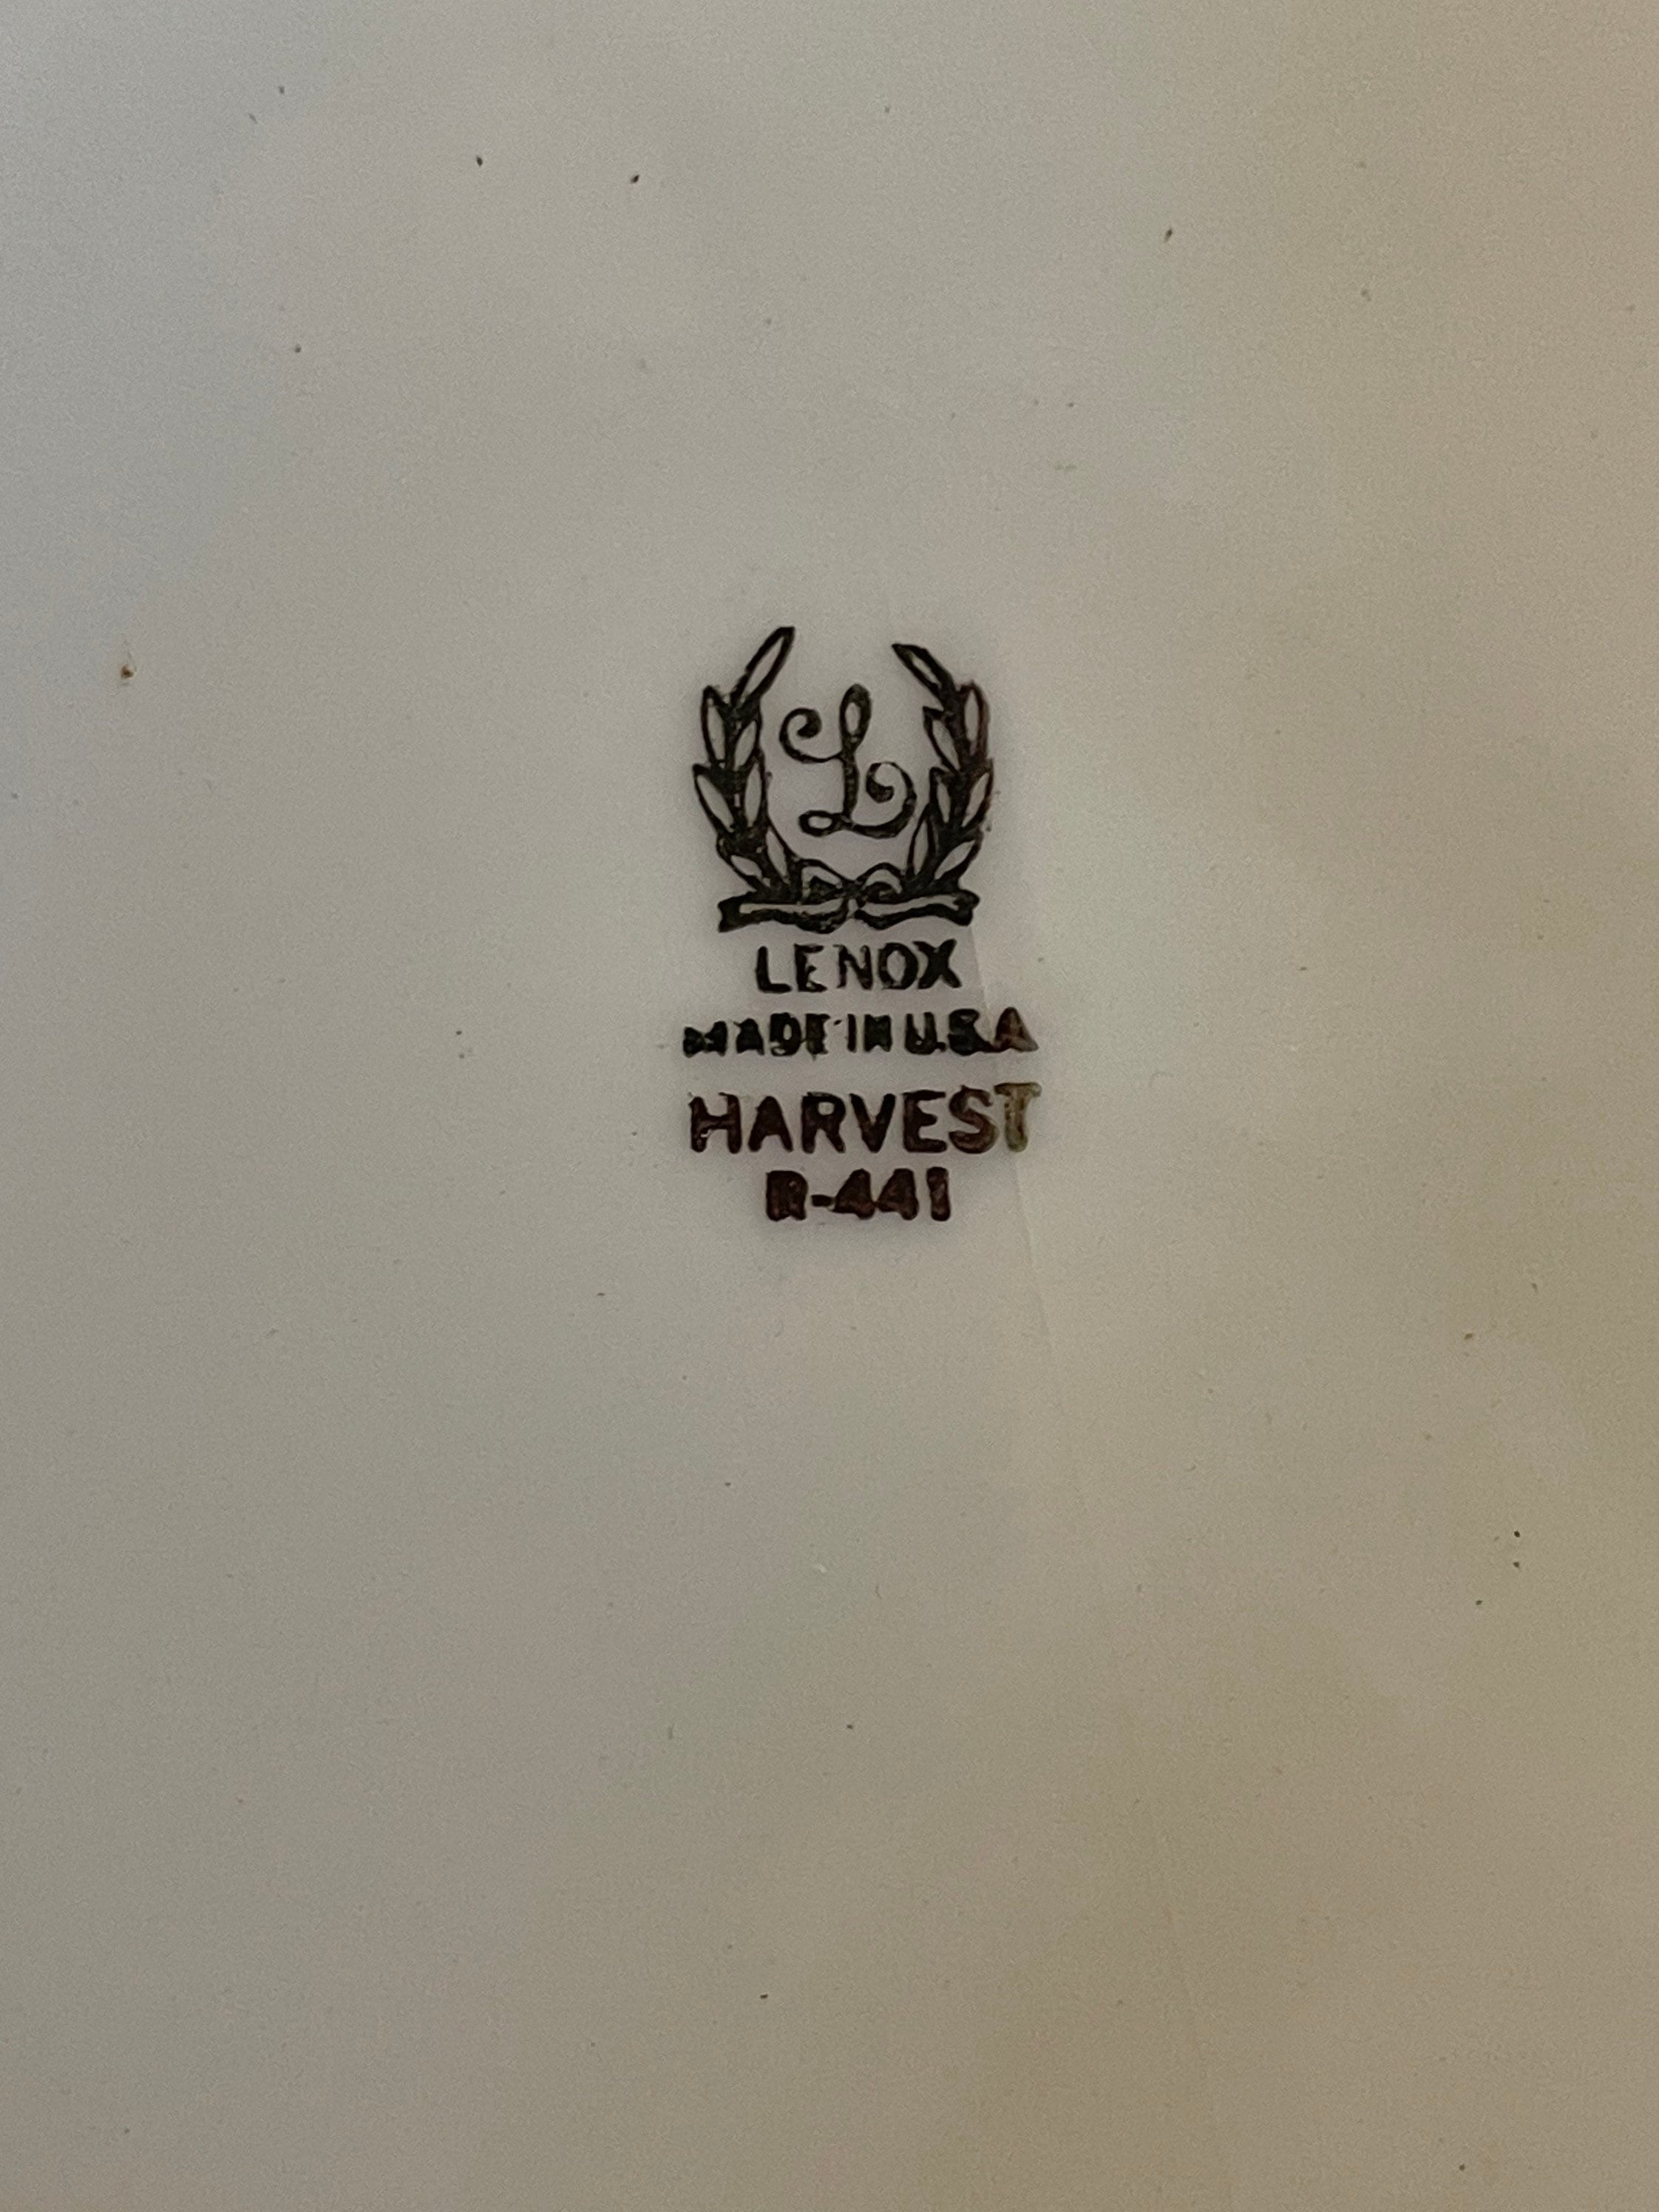 L
LENOX
MADE IN U.S.A
HARVEST
R-441